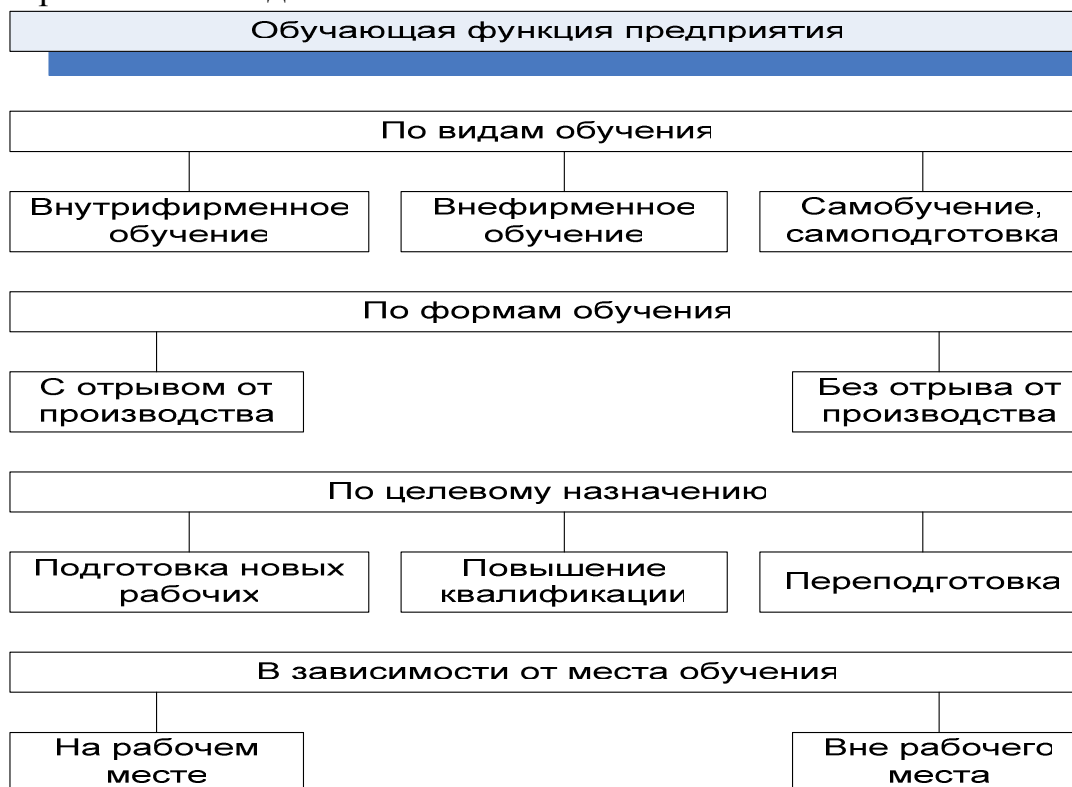 Обучающая функция предприятия
По видам обучения
Внутрифирменное
обучение
Внефирменное
обучение
Самобучение,
самоподготовка
По формам обучения
С отрывом от
производства
Без отрыва от
производства
По целевому назначению
Подготовка новых
рабочих
Повышение
квалификации
Переподготовка
В зависимости от места обучения
На рабочем
месте
Вне рабочего
места